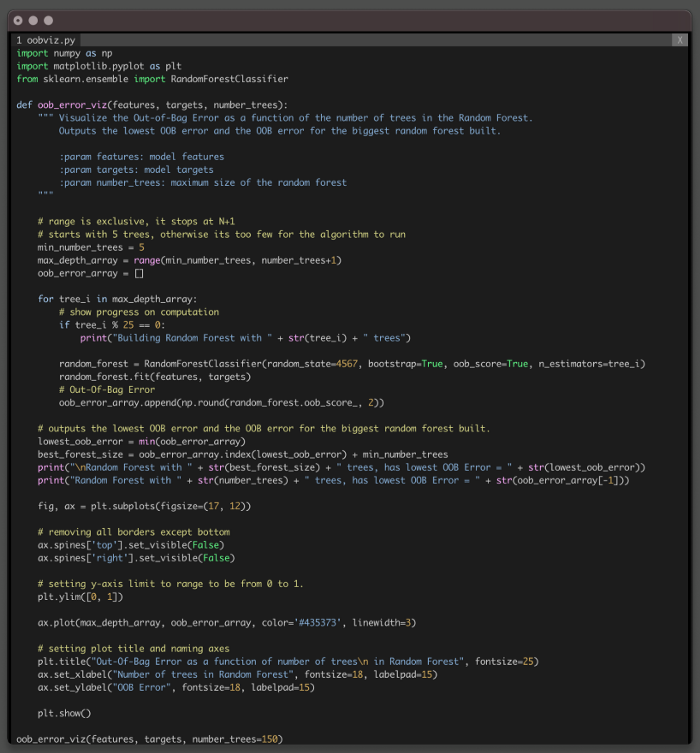 1 oobviz.py X
import numpy as np
import matplotlib.pyplot as plt
from sklearn.ensemble import RandomForestClassifier

def oob_error_viz(features, targets, number_trees):
    """ Visualize the Out-of-Bag Error as a function of the number of trees in the Random Forest.
        Outputs the lowest OOB error and the OOB error for the biggest random forest built.

        :param features: model features
        :param targets: model targets
        :param number_trees: maximum size of the random forest
    """

    # range is exclusive, it stops at N+1
    # starts with 5 trees, otherwise its too few for the algorithm to run
    min_number_trees = 5
    max_depth_array = range(min_number_trees, number_trees+1)
    oob_error_array = []

    for tree_i in max_depth_array:
        # show progress on computation
        if tree_i % 25 == 0:
            print("Building Random Forest with " + str(tree_i) + " trees")

        random_forest = RandomForestClassifier(random_state=4567, bootstrap=True, oob_score=True, n_estimators=tree_i)
        random_forest.fit(features, targets)
        # Out-Of-Bag Error
        oob_error_array.append(np.round(random_forest.oob_score_, 2))

    # outputs the lowest OOB error and the OOB error for the biggest random forest built.
    lowest_oob_error = min(oob_error_array)
    best_forest_size = oob_error_array.index(lowest_oob_error) + min_number_trees
    print("\nRandom Forest with " + str(best_forest_size) + " trees, has lowest OOB Error = " + str(lowest_oob_error))
    print("Random Forest with " + str(number_trees) + " trees, has lowest OOB Error = " + str(oob_error_array[-1]))

    fig, ax = plt.subplots(figsize=(17, 12))

    # removing all borders except bottom
    ax.spines['top'].set_visible(False)
    ax.spines['right'].set_visible(False)

    # setting y-axis limit to range to be from 0 to 1.
    plt.ylim([0, 1])

    ax.plot(max_depth_array, oob_error_array, color='#435373', linewidth=3)

    # setting plot title and naming axes
    plt.title("Out-Of-Bag Error as a function of number of trees\n in Random Forest", fontsize=25)
    ax.set_xlabel("Number of trees in Random Forest", fontsize=18, labelpad=15)
    ax.set_ylabel("OOB Error", fontsize=18, labelpad=15)

    plt.show()

oob_error_viz(features, targets, number_trees=150)